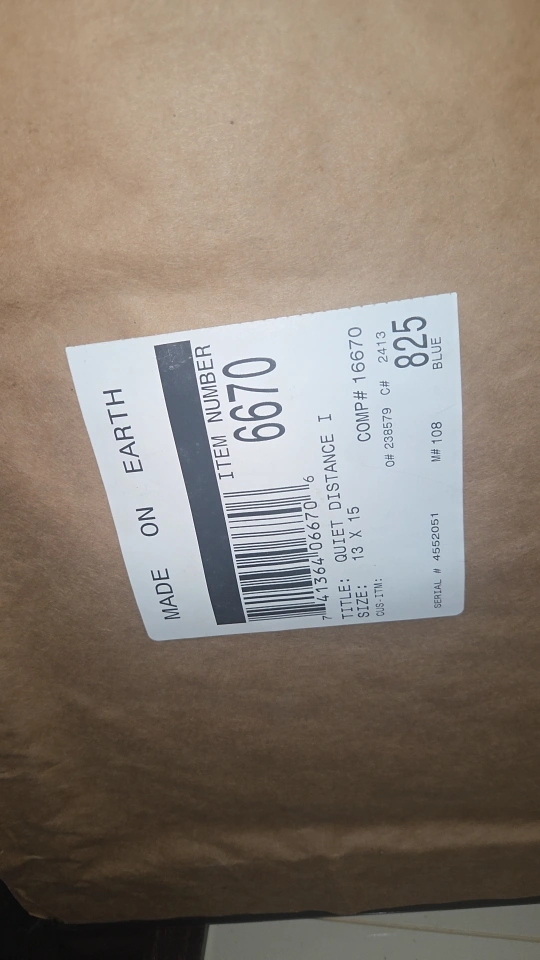 MADE ON EARTH
ITEM NUMBER
6670
7 41364 06670 6
TITLE: QUIET DISTANCE I
SIZE: 13 X 15 COMP# 16670
CUS-ITM: O# 238579 C# 2413
825
SERIAL # 4552051 M# 108 BLUE